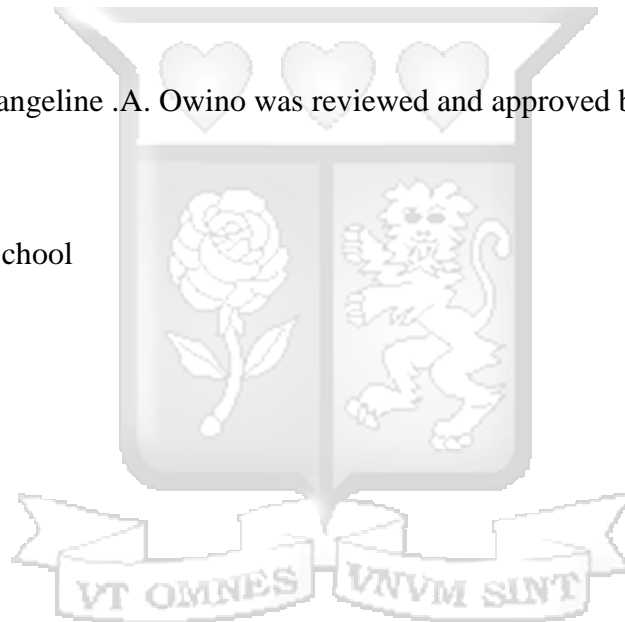 angeline .A. Owino was reviewed and approved b
chool
VT OMNES VNVM SINT